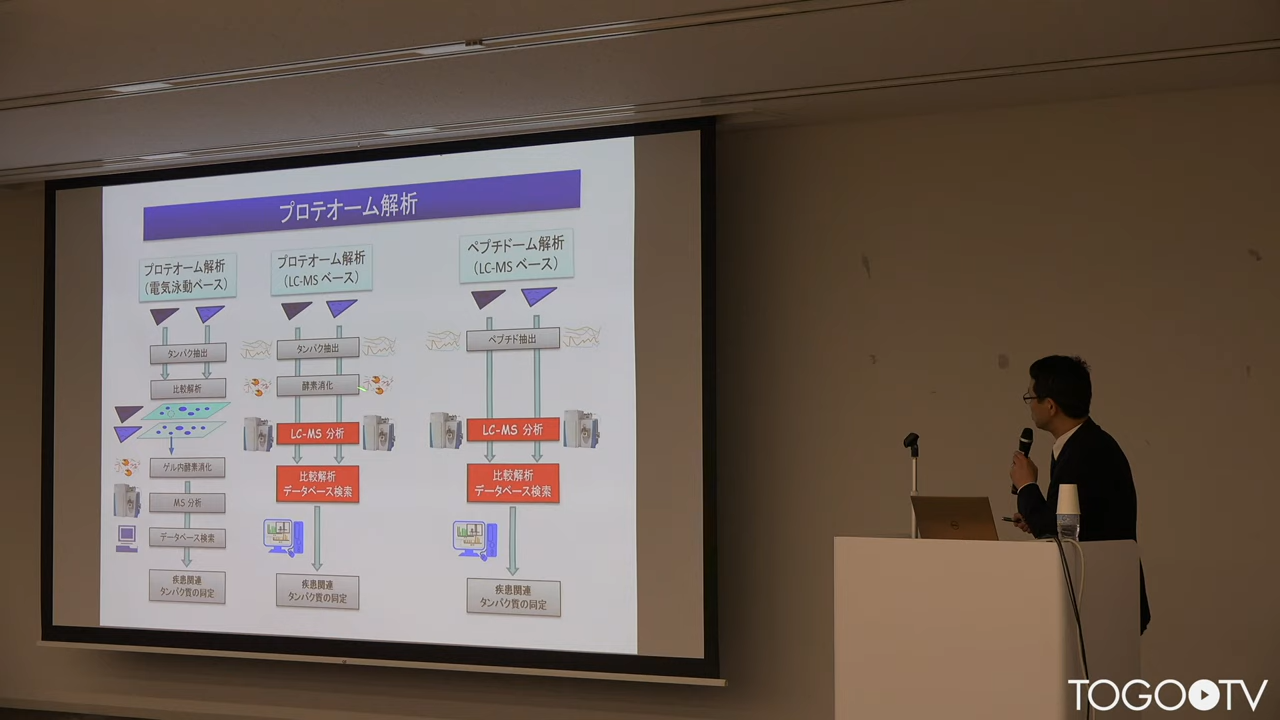 プロテオーム解析
プロテオーム解析
（電気泳動ベース）
タンパク抽出
比較解析
ゲル内酵素消化
MS 分析
データベース検索
疾患関連
タンパク質の同定
プロテオーム解析
（LC-MS ベース）
タンパク抽出
酵素消化
LC-MS 分析
比較解析
データベース検索
疾患関連
タンパク質の同定
ペプチドーム解析
（LC-MS ベース）
ペプチド抽出
LC-MS 分析
比較解析
データベース検索
疾患関連
タンパク質の同定
TOGOTV